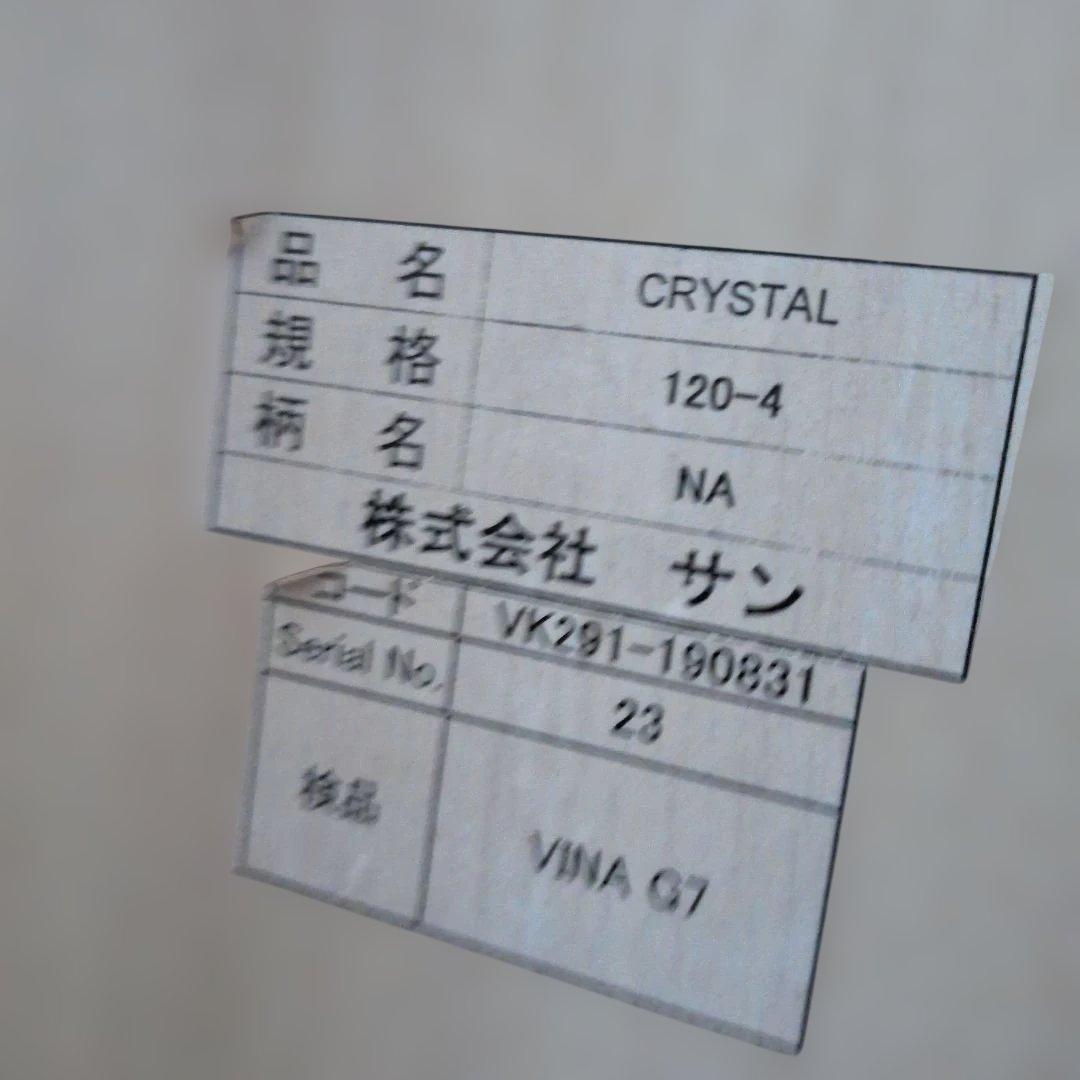 品名 CRYSTAL
規格 120-4
柄名 NA
株式会社 サン
コード VK291-190831
Serial No. 23
検品 VINA G7